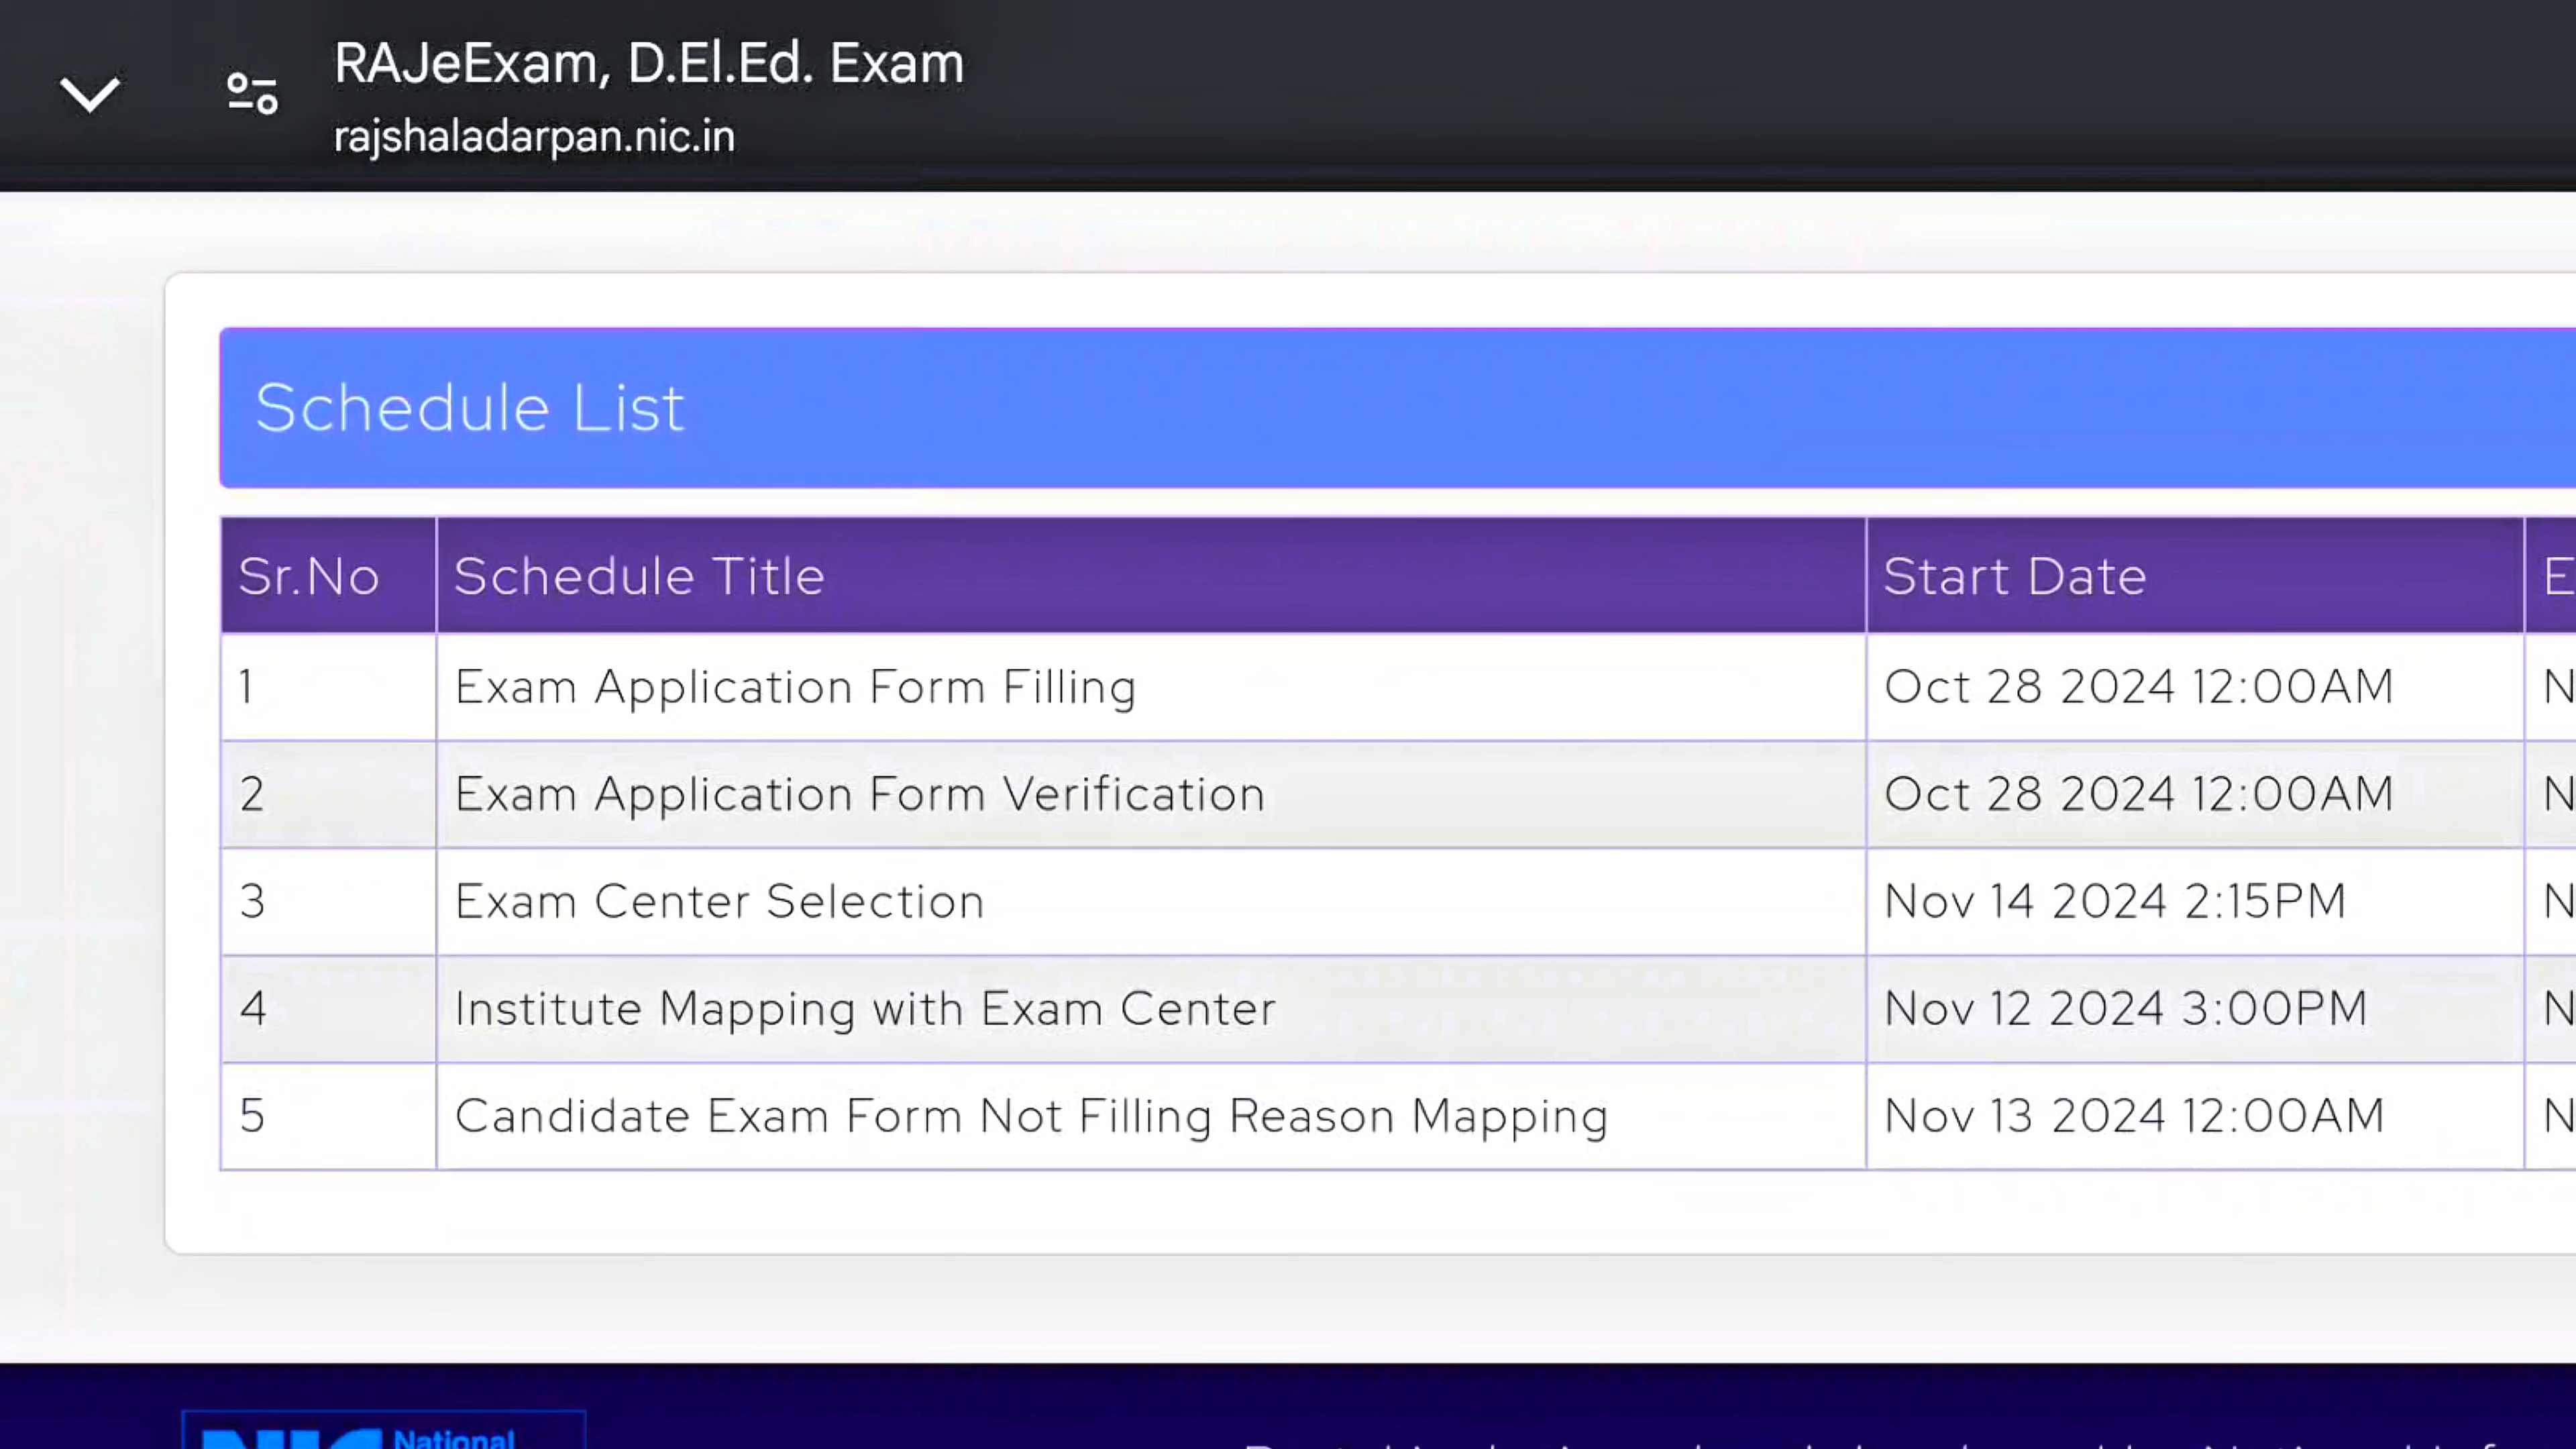 RAJeExam, D.El.Ed. Exam
rajshaladarpan.nic.in
Schedule List
Sr.No Schedule Title Start Date E
1 Exam Application Form Filling Oct 28 2024 12:00AM N
2 Exam Application Form Verification Oct 28 2024 12:00AM N
3 Exam Center Selection Nov 14 2024 2:15PM N
4 Institute Mapping with Exam Center Nov 12 2024 3:00PM N
5 Candidate Exam Form Not Filling Reason Mapping Nov 13 2024 12:00AM N
NIC National